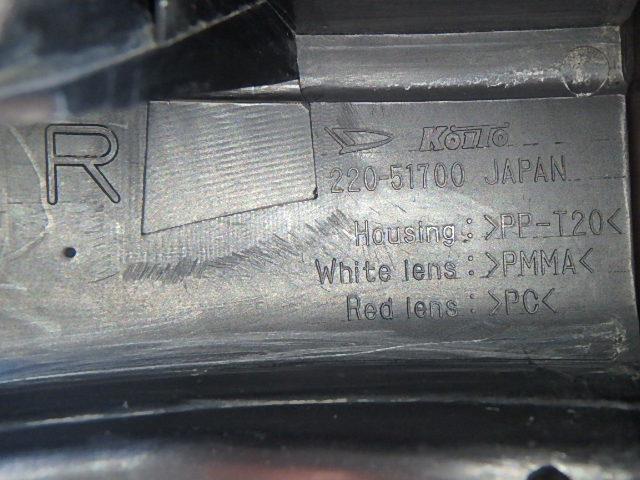 R
KOITO
220-51700 JAPAN
Housing : >PP-T20<
White lens : >PMMA<
Red lens : >PC<